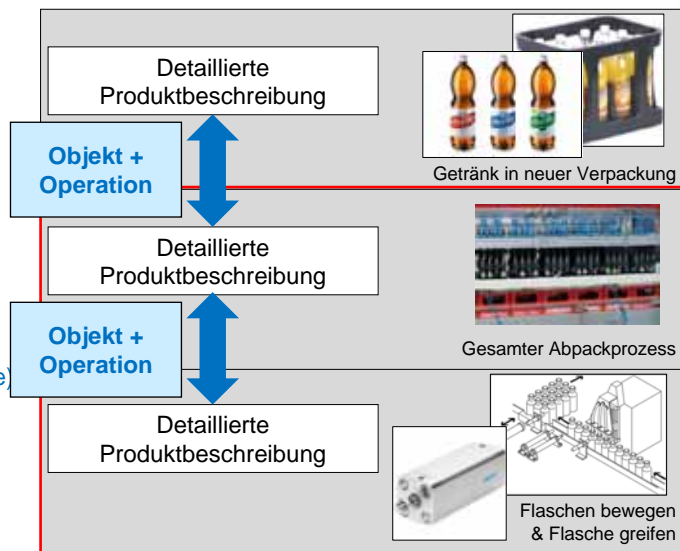 Detaillierte
Produktbeschreibung
Objekt +
Operation
Getränk in neuer Verpackung
Detaillierte
Produktbeschreibung
Objekt +
Operation
Gesamter Abpackprozess
e)
Detaillierte
Produktbeschreibung
Flaschen bewegen
& Flasche greifen